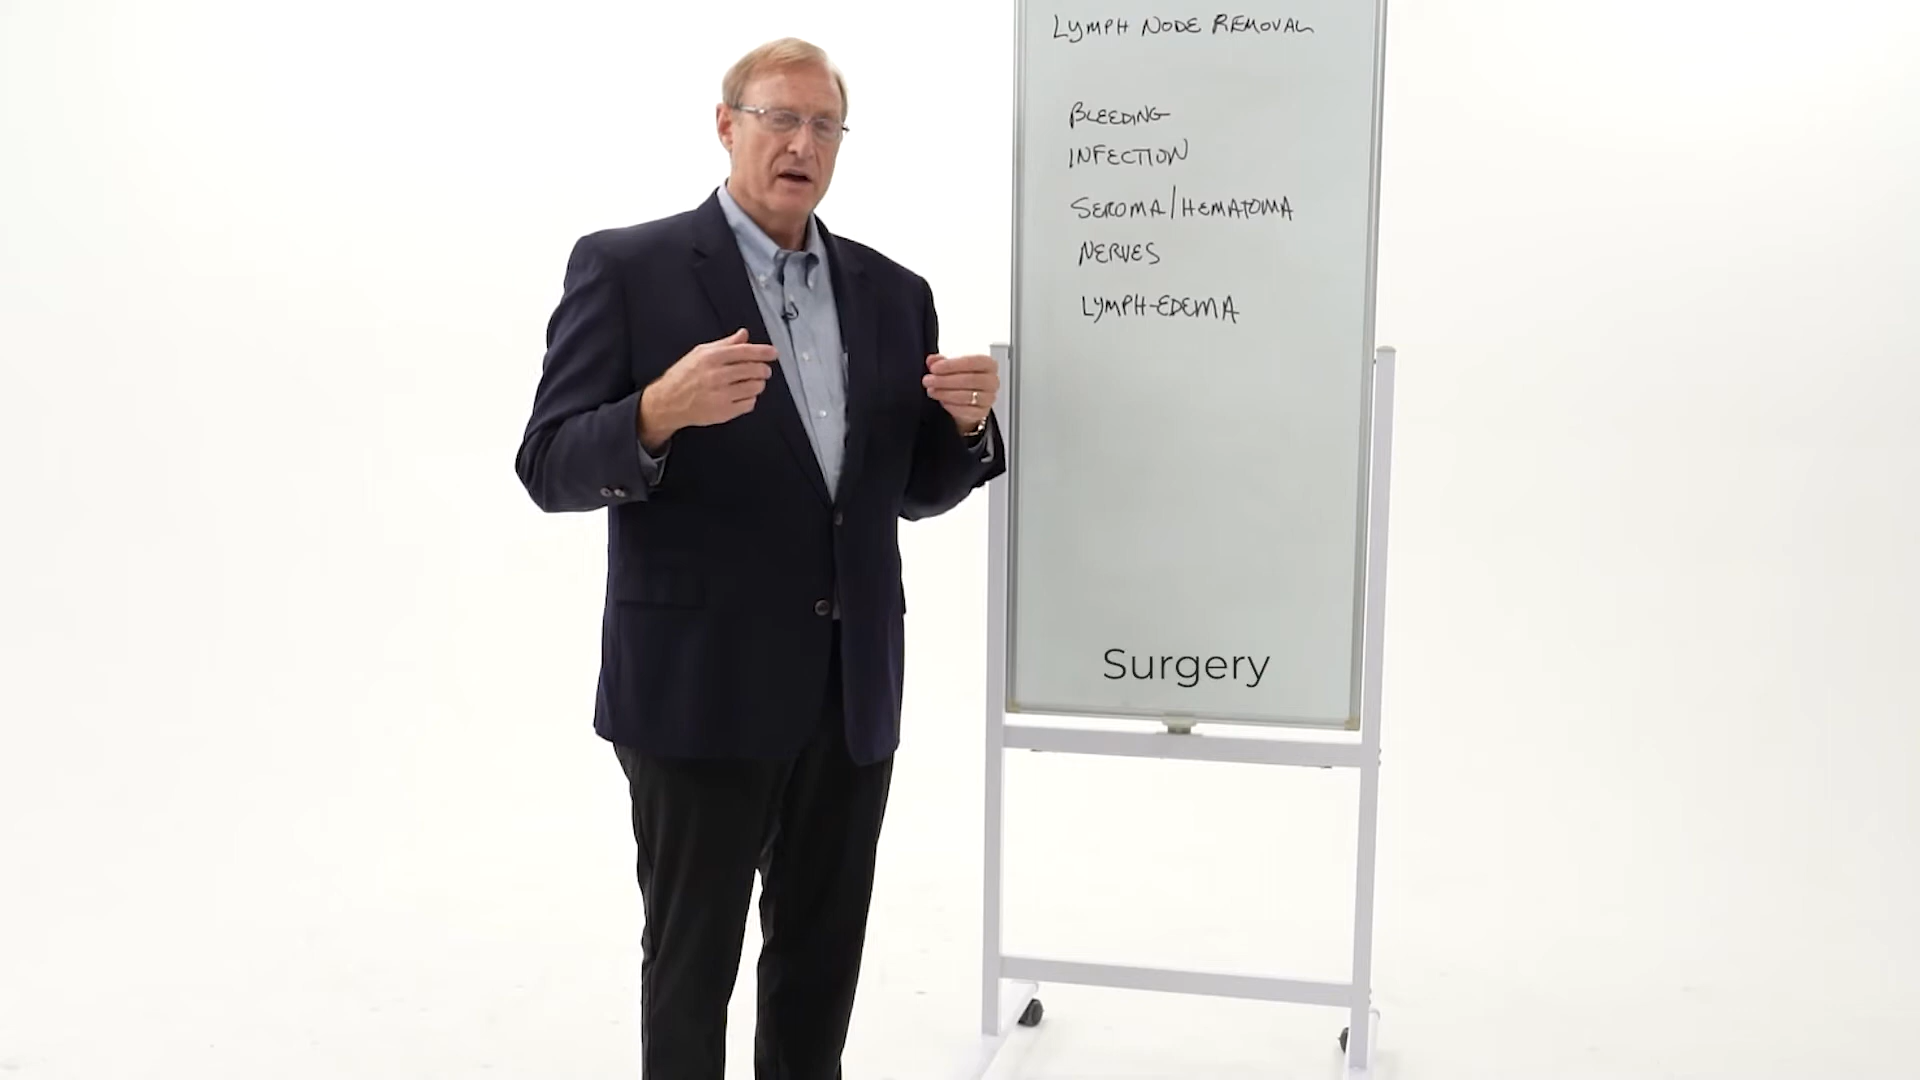 LYMPH NODE REMOVAL
BLEEDING
INFECTION
SEROMA/HEMATOMA
NERVES
LYMPH-EDEMA
Surgery